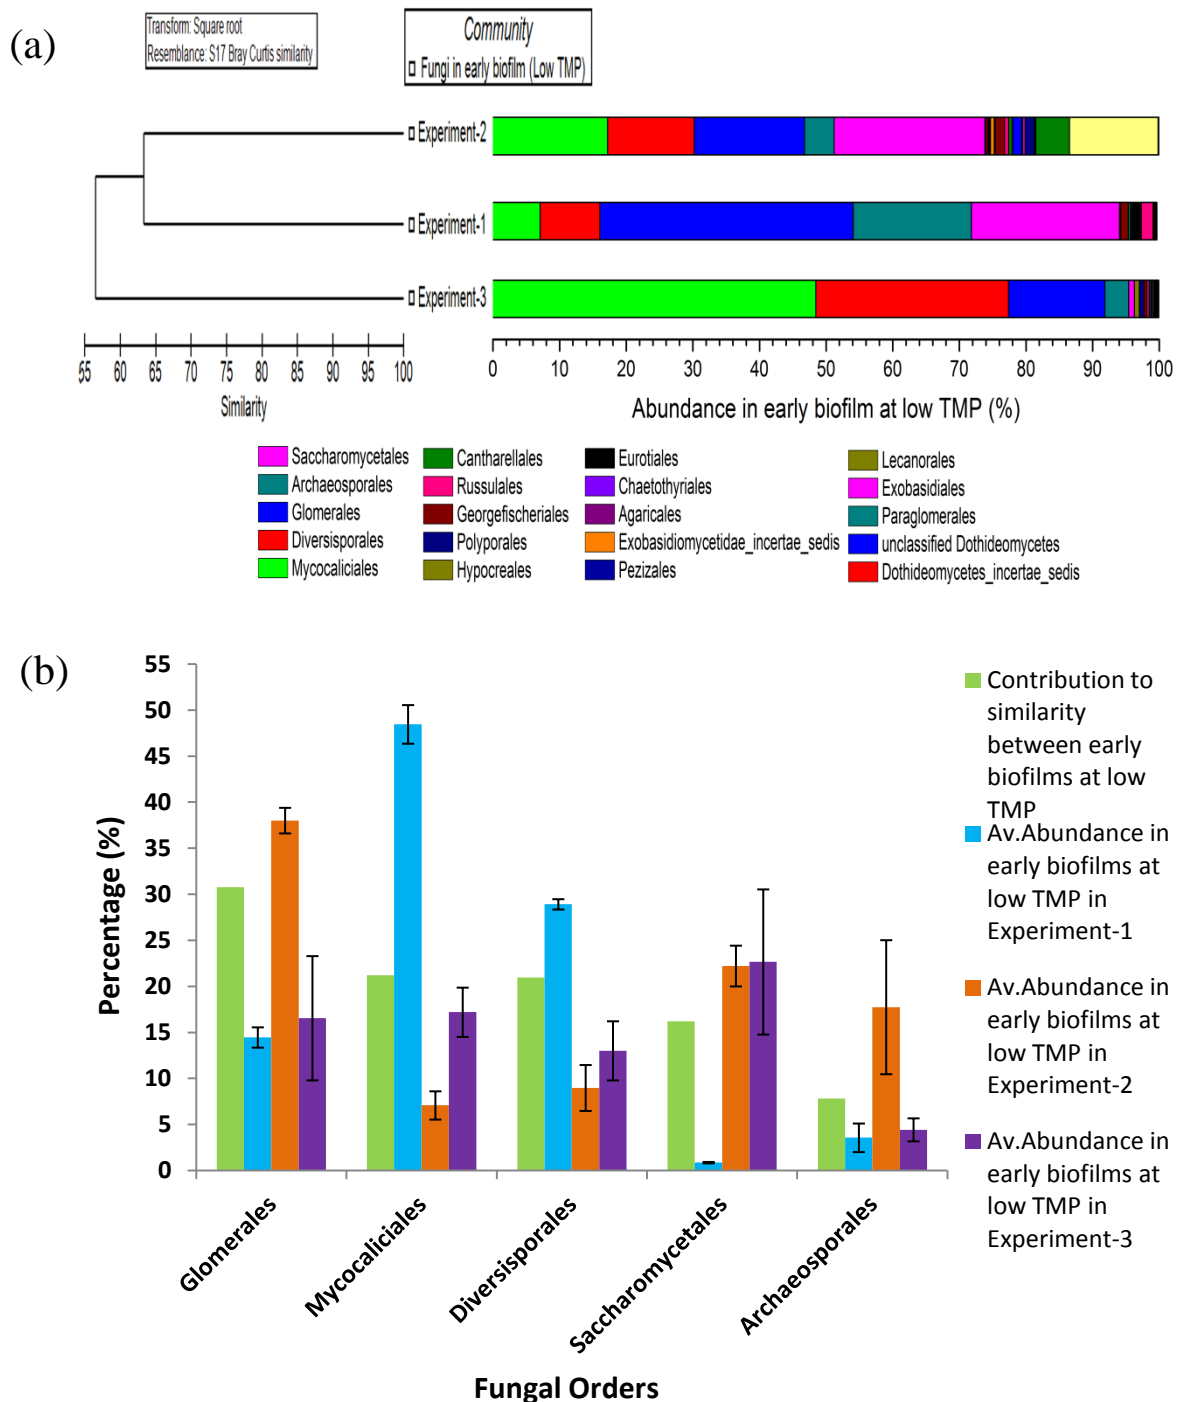 (a)
Transform: Square root
Resemblance: S17 Bray Curtis similarity
Community
Fungi in early biofilm (Low TMP)
Experiment-2
Experiment-1
Experiment-3
55 60 65 70 75 80 85 90 95 100
Similarity
0 10 20 30 40 50 60 70 80 90 100
Abundance in early biofilm at low TMP (%)
Saccharomycetales
Archaeosporales
Glomerales
Diversisporales
Mycocaliciales
Cantharellales
Russulales
Georgefischeriales
Polyporales
Hypocreales
Eurotiales
Chaetothyriales
Agaricales
Exobasidiomycetidae_incertae_sedis
Pezizales
Lecanorales
Exobasidiales
Paraglomerales
unclassified Dothideomycetes
Dothideomycetes_incertae_sedis
(b)
Percentage (%)
55
50
45
40
35
30
25
20
15
10
5
0
Glomerales
Mycocaliciales
Diversisporales
Saccharomycetales
Archaeosporales
Fungal Orders
Contribution to
similarity
between early
biofilms at low
TMP
Av.Abundance in
early biofilms at
low TMP in
Experiment-1
Av.Abundance in
early biofilms at
low TMP in
Experiment-2
Av.Abundance in
early biofilms at
low TMP in
Experiment-3